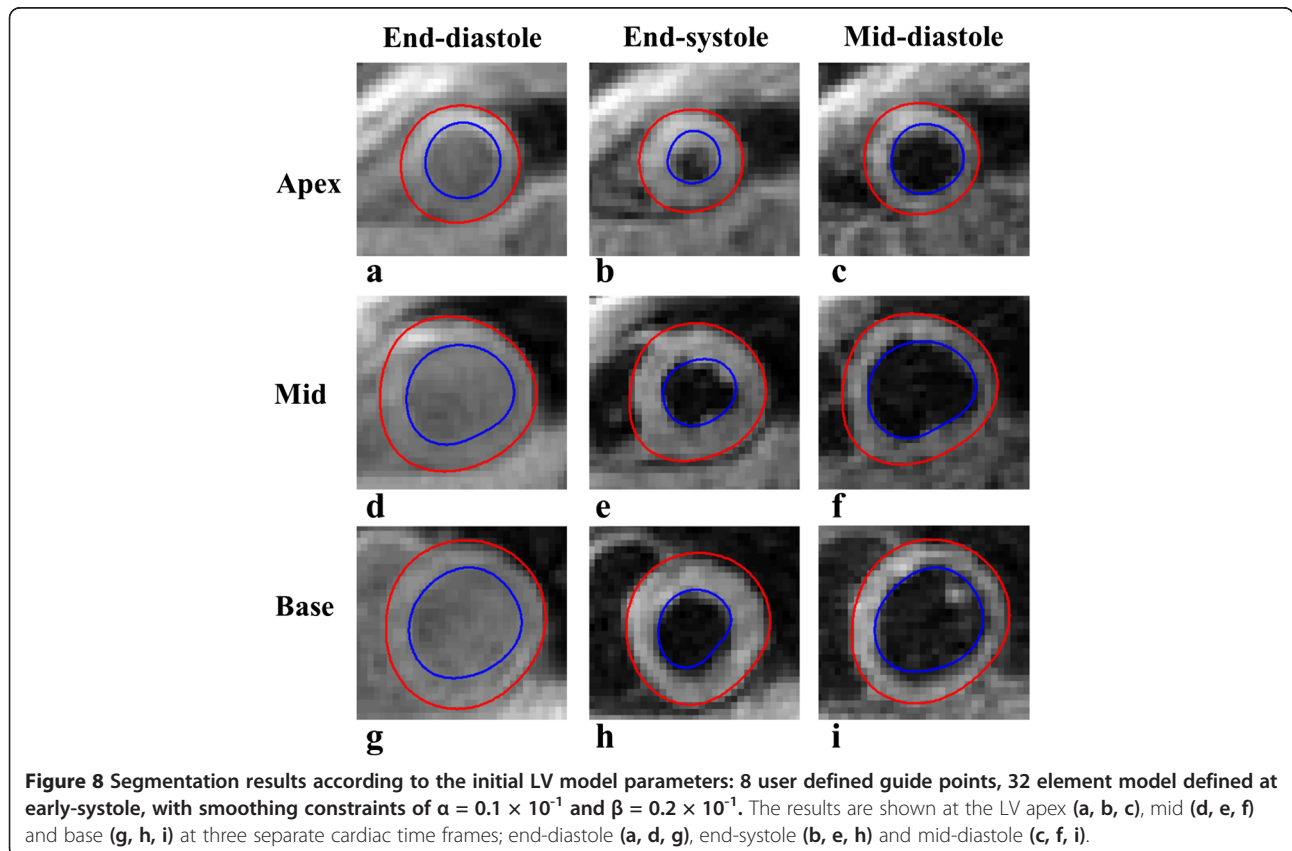 End-diastole End-systole Mid-diastole
Apex
a b c
Mid
d e f
Base
g h i
Figure 8 Segmentation results according to the initial LV model parameters: 8 user defined guide points, 32 element model defined at
early-systole, with smoothing constraints of α = 0.1 × 10⁻¹ and β = 0.2 × 10⁻¹. The results are shown at the LV apex (a, b, c), mid (d, e, f)
and base (g, h, i) at three separate cardiac time frames; end-diastole (a, d, g), end-systole (b, e, h) and mid-diastole (c, f, i).